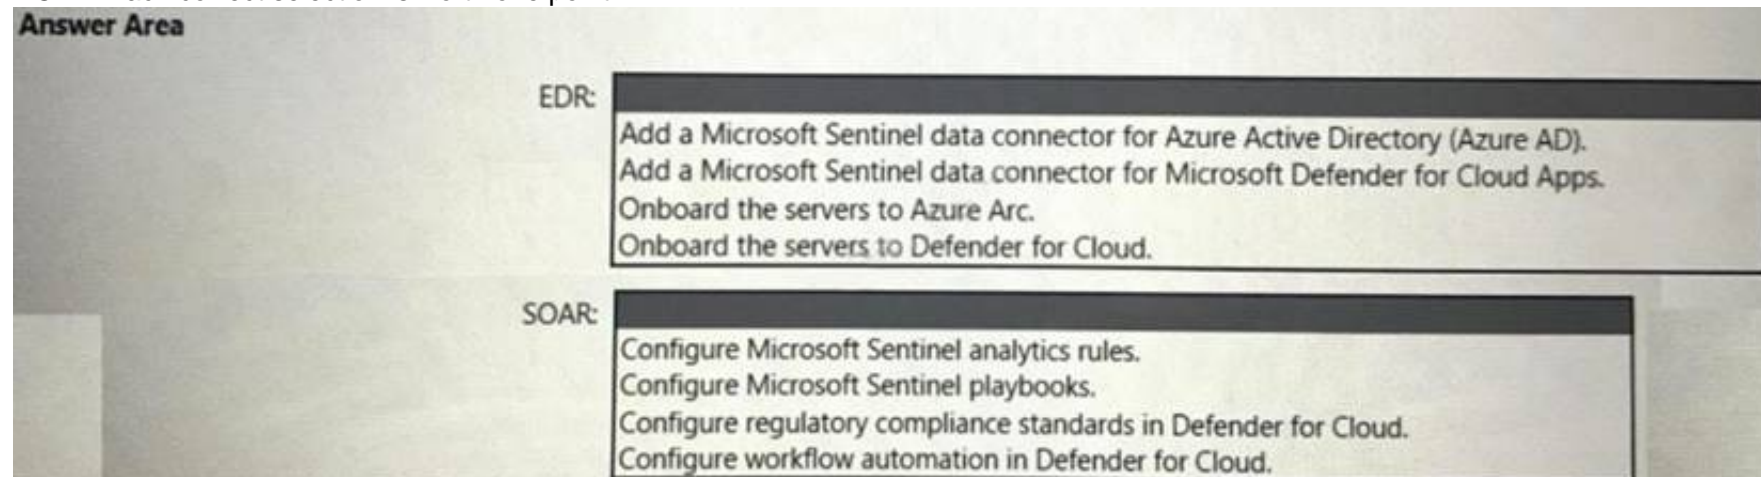 Answer Area
EDR:
Add a Microsoft Sentinel data connector for Azure Active Directory (Azure AD).
Add a Microsoft Sentinel data connector for Microsoft Defender for Cloud Apps.
Onboard the servers to Azure Arc.
Onboard the servers to Defender for Cloud.
SOAR:
Configure Microsoft Sentinel analytics rules.
Configure Microsoft Sentinel playbooks.
Configure regulatory compliance standards in Defender for Cloud.
Configure workflow automation in Defender for Cloud.